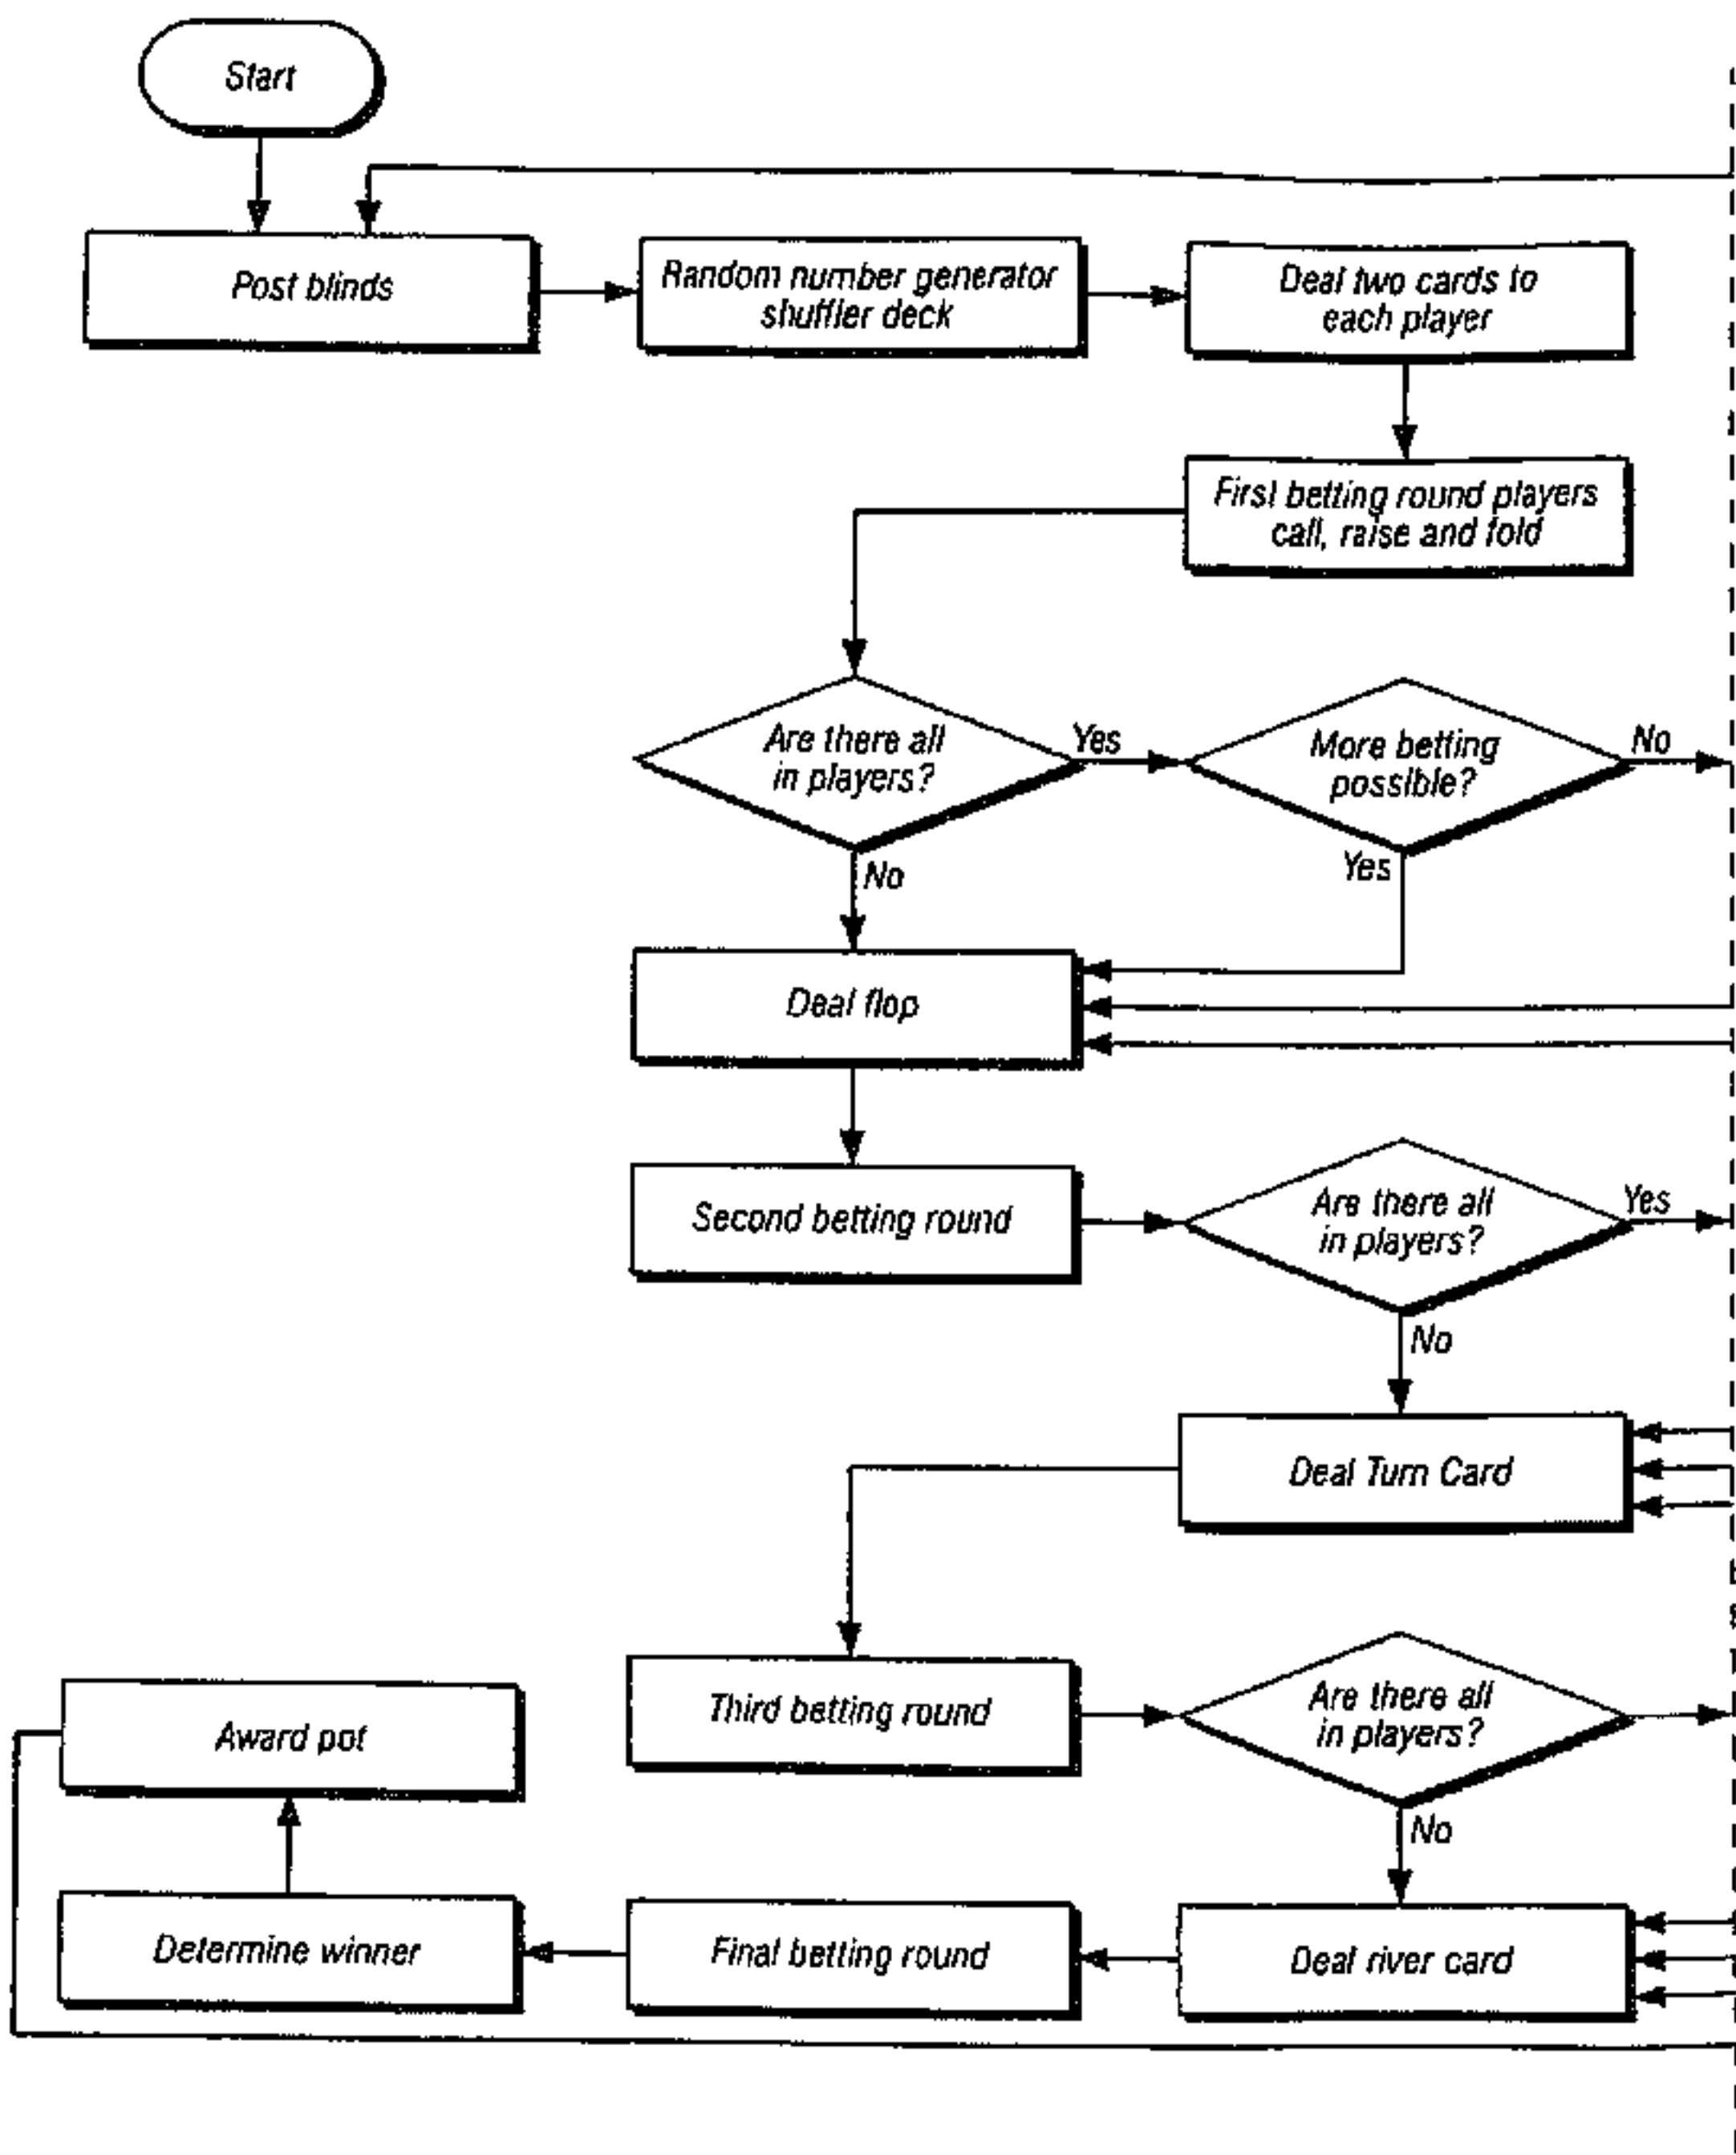 Start
Post blinds
Random number generator
shuffler deck
Deal two cards to
each player
First betting round players
call, raise and fold
Are there all
in players?
Yes
More betting
possible?
No
No
Yes
Deal flop
Second betting round
Are there all
in players?
Yes
No
Deal Turn Card
Third betting round
Are there all
in players?
Award pot
No
Determine winner
Final betting round
Deal river card